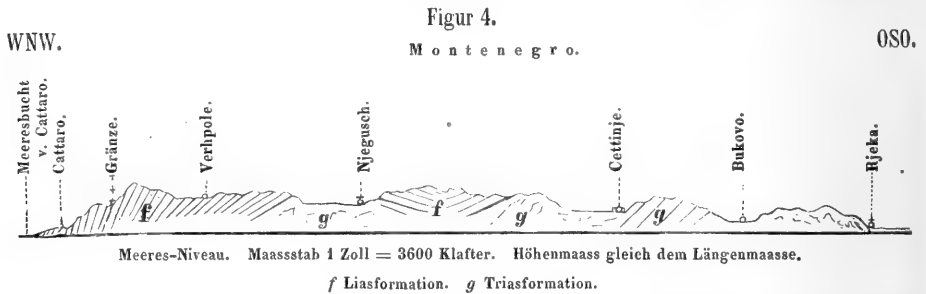 Figur 4.
WNW.
Montenegro.
OSO.
Meeresbucht
v. Cattaro.
Cattaro.
Gränze.
Verhpole.
Njegusch.
Cettinje.
Bukovo.
Rjeka.
f
g
f
g
g
Meeres-Niveau. Maassstab 1 Zoll = 3600 Klafter. Höhenmaass gleich dem Längenmaasse.
f Liasformation. g Triasformation.